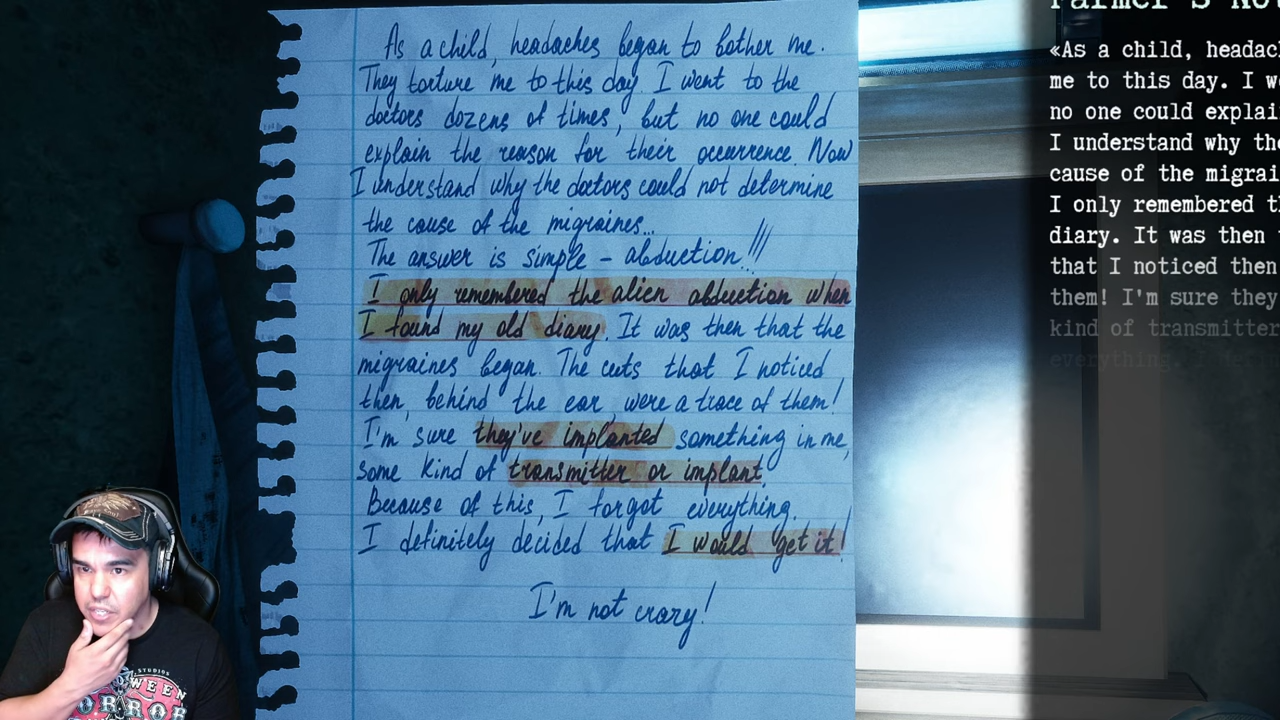 As a child, headaches began to bother me.
They torture me to this day. I went to the
doctors dozens of times, but no one could
explain the reason for their occurrence. Now
I understand why the doctors could not determine
the cause of the migraines...
The answer is simple - abduction!!!
I only remembered the alien abduction when
I found my old diary. It was then that the
migraines began. The cuts that I noticed
then, behind the ear, were a trace of them!
I'm sure they've implanted something in me,
some kind of transmitter or implant.
Because of this, I forgot everything.
I definitely decided that I would get it!
I'm not crazy!
Farmer's
«As a child,
me to this day. I
no one could
I understand why
cause of the
I only remembered
diary. It was then
that I noticed then
them! I'm sure they
kind of transmitter
everything.
STUDIOS